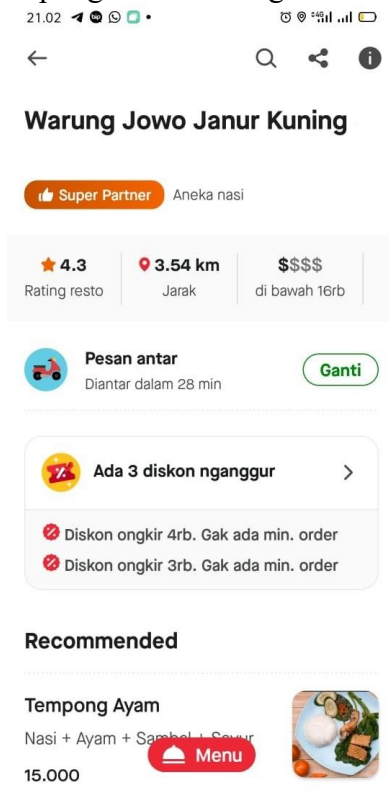 21.02
Warung Jowo Janur Kuning
Super Partner Aneka nasi
4.3 3.54 km $$$$
Rating resto Jarak di bawah 16rb
Pesan antar
Diantar dalam 28 min
Ganti
Ada 3 diskon nganggur
Diskon ongkir 4rb. Gak ada min. order
Diskon ongkir 3rb. Gak ada min. order
Recommended
Tempong Ayam
Nasi + Ayam + Sambal + Sayur
Menu
15.000